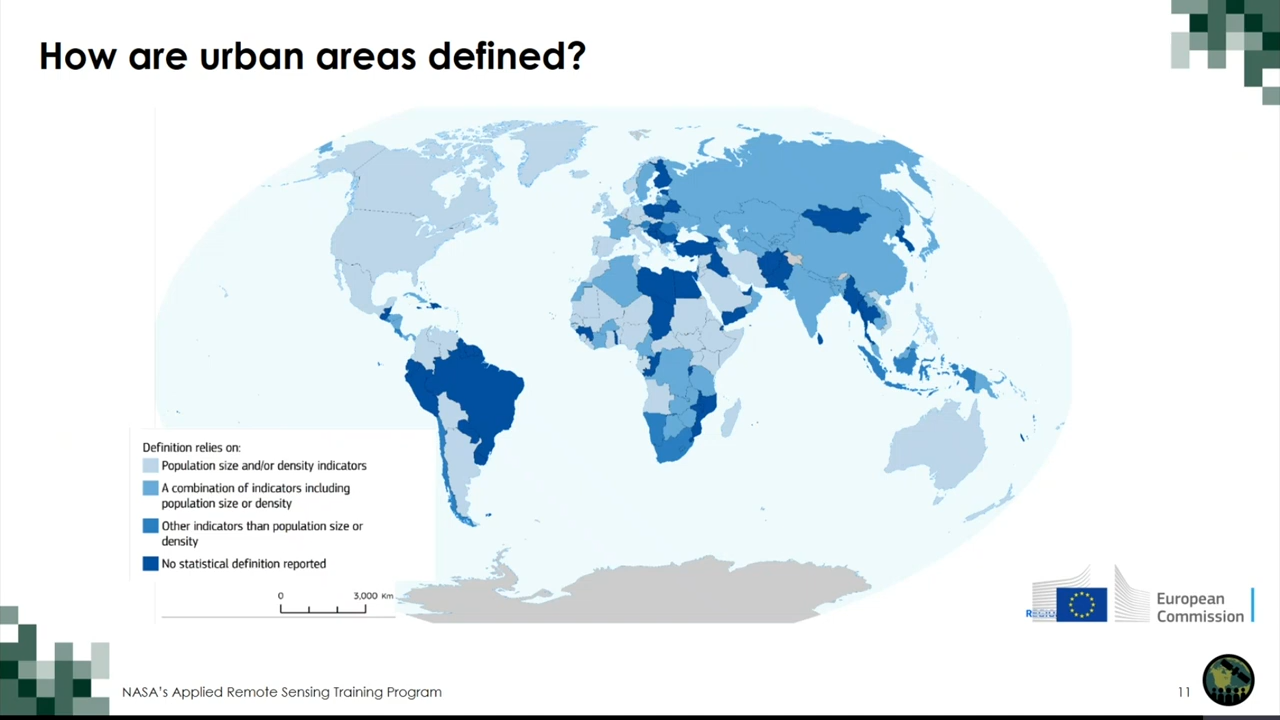 How are urban areas defined?
Definition relies on:
Population size and/or density indicators
A combination of indicators including
population size or density
Other indicators than population size or
density
No statistical definition reported
0 3,000 Km
European
Commission
NASA's Applied Remote Sensing Training Program
11